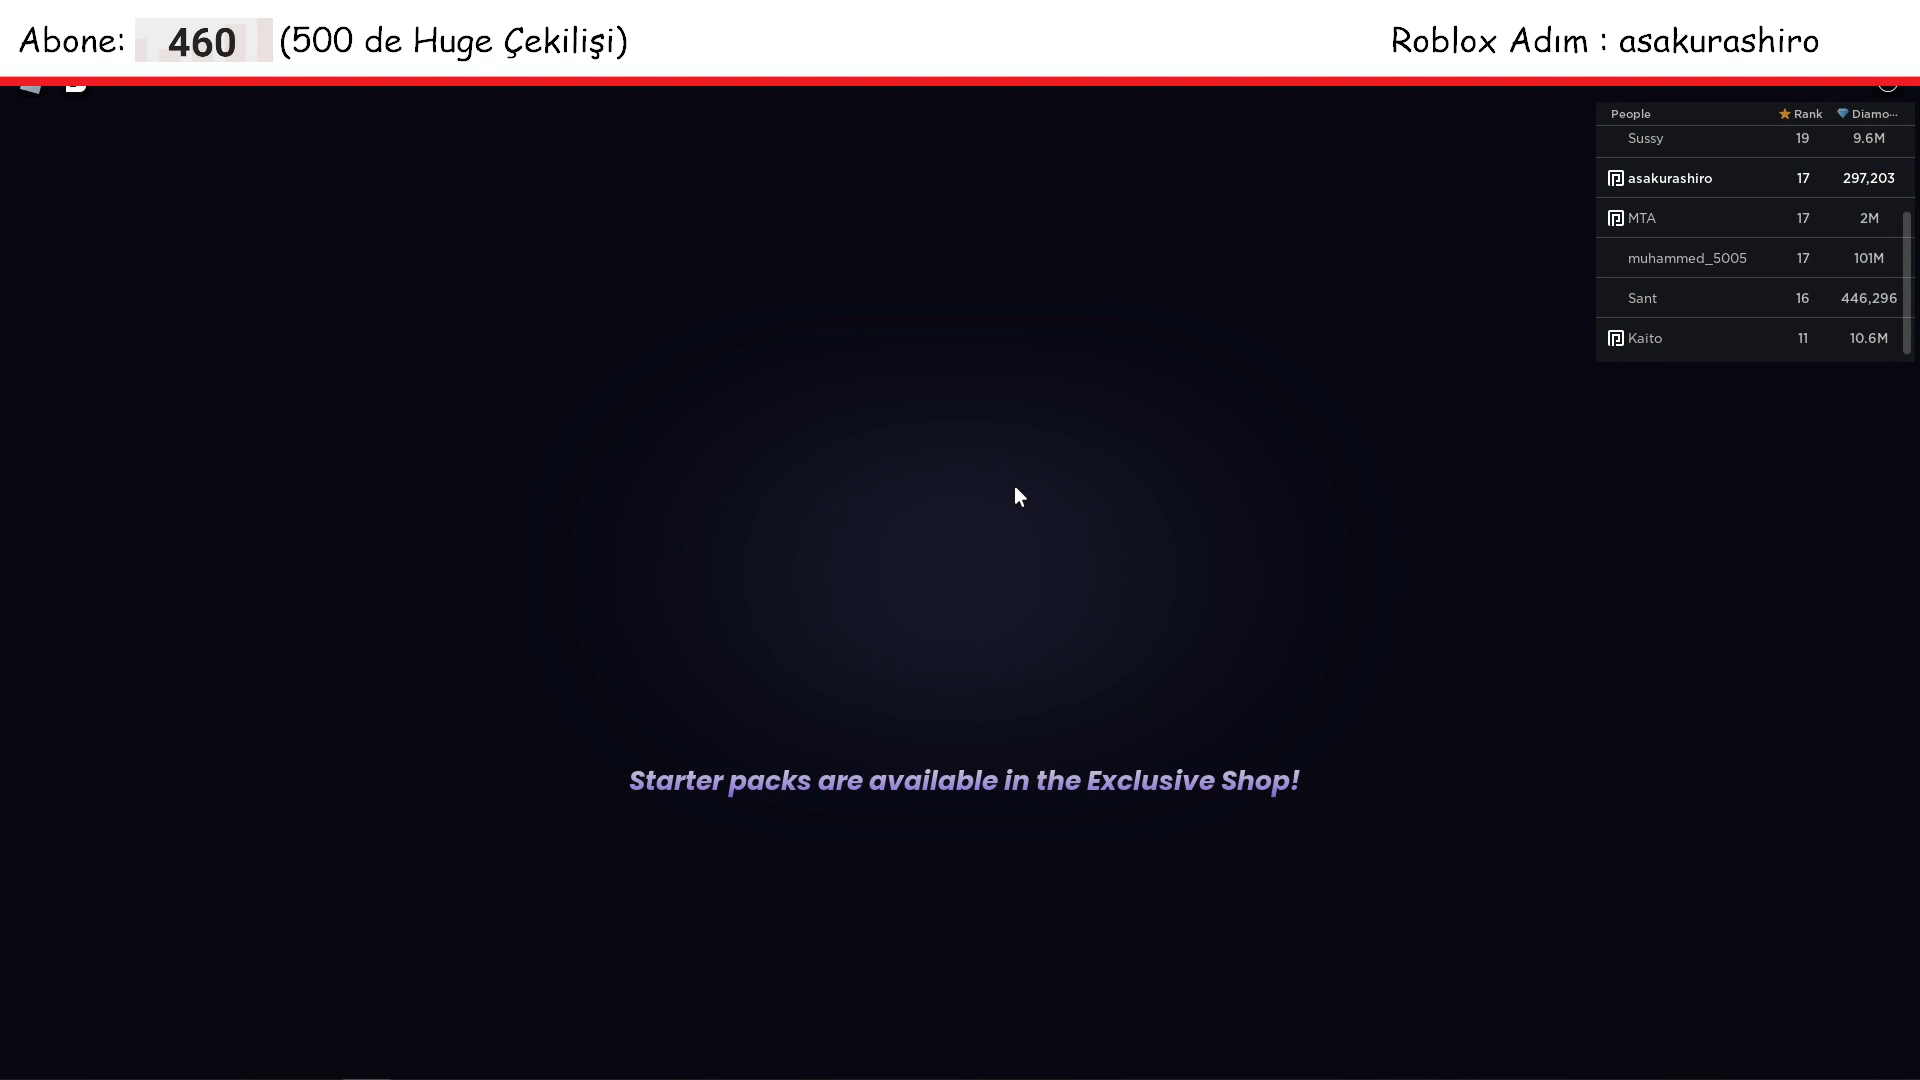 Abone: 460 (500 de Huge Çekilişi)
Roblox Adım : asakurashiro
People Rank Diamo...
Sussy 19 9.6M
asakurashiro 17 297,203
MTA 17 2M
muhammed_5005 17 101M
Sant 16 446,296
Kaito 11 10.6M
Starter packs are available in the Exclusive Shop!